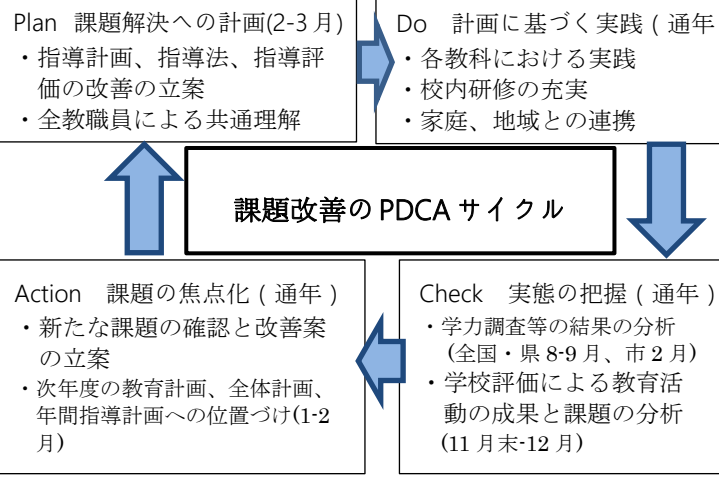 Plan 課題解決への計画(2-3月)
・指導計画、指導法、指導評
価の改善の立案
・全教職員による共通理解
Do 計画に基づく実践(通年
・各教科における実践
・校内研修の充実
・家庭、地域との連携
課題改善のPDCAサイクル
Action 課題の焦点化(通年)
・新たな課題の確認と改善案
の立案
・次年度の教育計画、全体計画、
年間指導計画への位置づけ(1-2
月)
Check 実態の把握(通年)
・学力調査等の結果の分析
(全国・県8-9月、市2月)
・学校評価による教育活
動の成果と課題の分析
(11月末-12月)